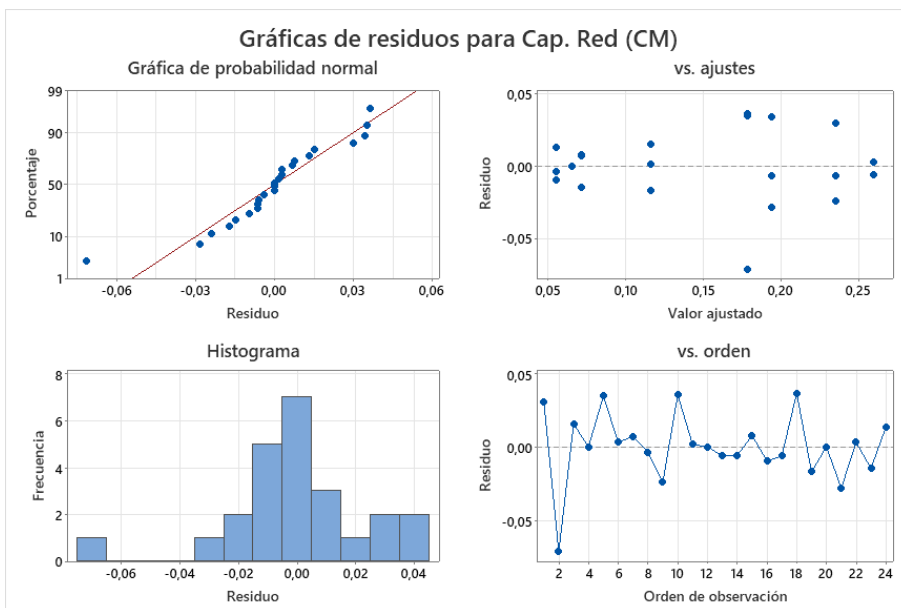 Gráficas de residuos para Cap. Red (CM)
Gráfica de probabilidad normal
99
90
50
10
1
Porcentaje
-0,06 -0,03 0,00 0,03 0,06
Residuo
vs. ajustes
0,05
0,00
-0,05
Residuo
0,05 0,10 0,15 0,20 0,25
Valor ajustado
Histograma
8
6
4
2
0
Frecuencia
-0,06 -0,04 -0,02 0,00 0,02 0,04
Residuo
vs. orden
0,05
0,00
-0,05
Residuo
2 4 6 8 10 12 14 16 18 20 22 24
Orden de observación